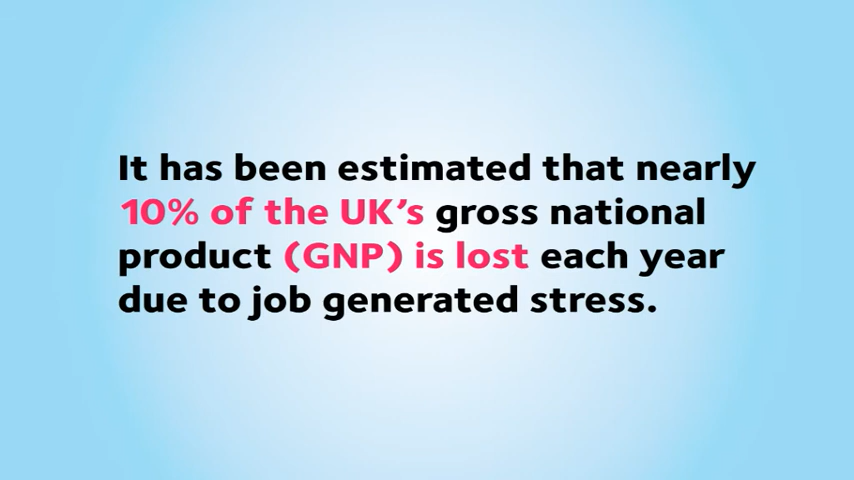 It has been estimated that nearly
10% of the UK’s gross national
product (GNP) is lost each year
due to job generated stress.